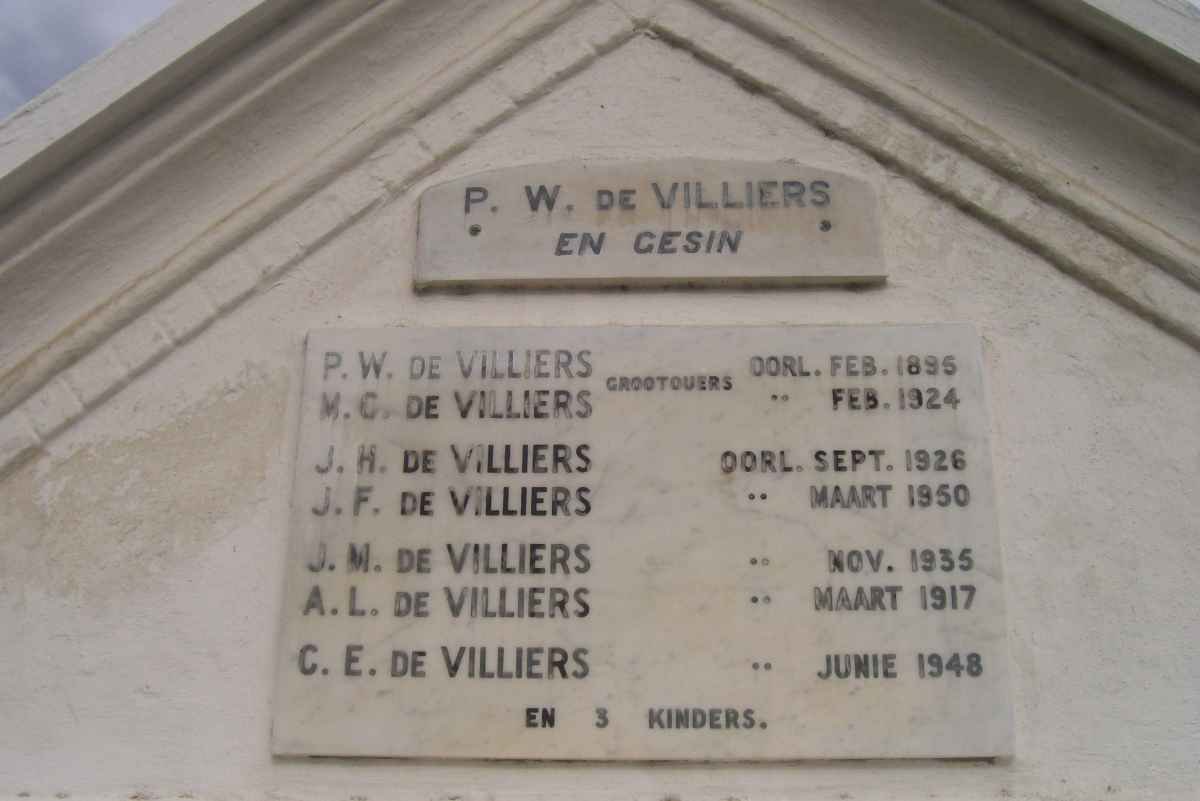 P. W. DE VILLIERS
EN GESIN
P. W. DE VILLIERS GROOTOUERS OORL. FEB. 1895
M. C. DE VILLIERS ,, FEB. 1924
J. H. DE VILLIERS OORL. SEPT. 1926
J. F. DE VILLIERS ,, MAART 1950
J. M. DE VILLIERS ,, NOV. 1935
A. L. DE VILLIERS ,, MAART 1917
C. E. DE VILLIERS ,, JUNIE 1948
EN 3 KINDERS.